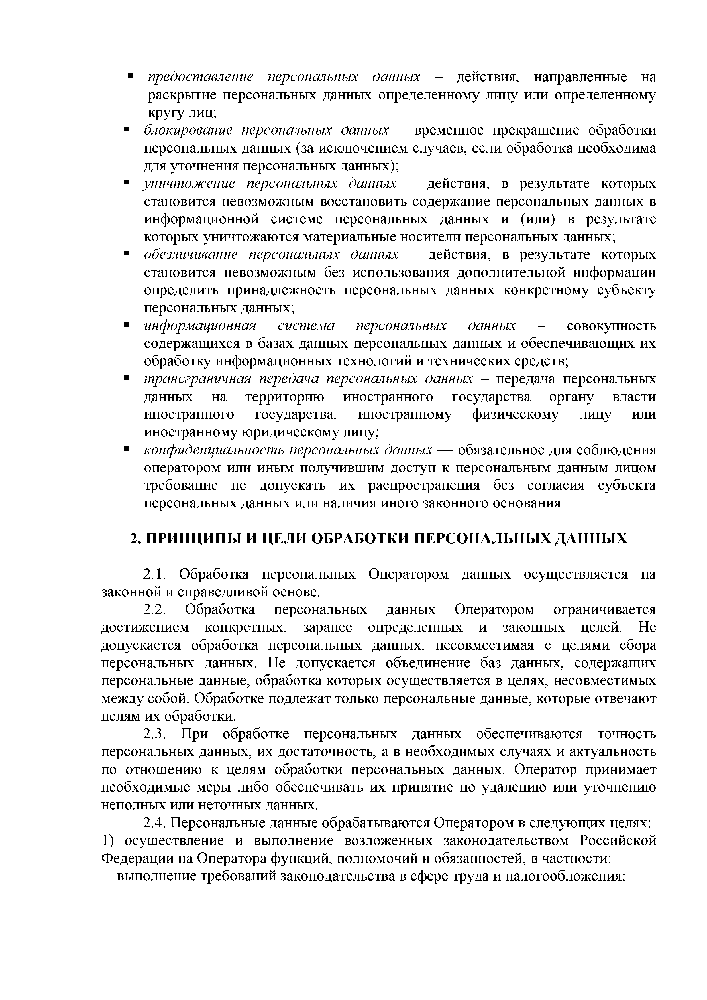 ▪ предоставление персональных данных – действия, направленные на
раскрытие персональных данных определенному лицу или определенному
кругу лиц;
▪ блокирование персональных данных – временное прекращение обработки
персональных данных (за исключением случаев, если обработка необходима
для уточнения персональных данных);
▪ уничтожение персональных данных – действия, в результате которых
становится невозможным восстановить содержание персональных данных в
информационной системе персональных данных и (или) в результате
которых уничтожаются материальные носители персональных данных;
▪ обезличивание персональных данных – действия, в результате которых
становится невозможным без использования дополнительной информации
определить принадлежность персональных данных конкретному субъекту
персональных данных;
▪ информационная система персональных данных – совокупность
содержащихся в базах данных персональных данных и обеспечивающих их
обработку информационных технологий и технических средств;
▪ трансграничная передача персональных данных – передача персональных
данных на территорию иностранного государства органу власти
иностранного государства, иностранному физическому лицу или
иностранному юридическому лицу;
▪ конфиденциальность персональных данных — обязательное для соблюдения
оператором или иным получившим доступ к персональным данным лицом
требование не допускать их распространения без согласия субъекта
персональных данных или наличия иного законного основания.
2. ПРИНЦИПЫ И ЦЕЛИ ОБРАБОТКИ ПЕРСОНАЛЬНЫХ ДАННЫХ
2.1. Обработка персональных Оператором данных осуществляется на
законной и справедливой основе.
2.2. Обработка персональных данных Оператором ограничивается
достижением конкретных, заранее определенных и законных целей. Не
допускается обработка персональных данных, несовместимая с целями сбора
персональных данных. Не допускается объединение баз данных, содержащих
персональные данные, обработка которых осуществляется в целях, несовместимых
между собой. Обработке подлежат только персональные данные, которые отвечают
целям их обработки.
2.3. При обработке персональных данных обеспечиваются точность
персональных данных, их достаточность, а в необходимых случаях и актуальность
по отношению к целям обработки персональных данных. Оператор принимает
необходимые меры либо обеспечивать их принятие по удалению или уточнению
неполных или неточных данных.
2.4. Персональные данные обрабатываются Оператором в следующих целях:
1) осуществление и выполнение возложенных законодательством Российской
Федерации на Оператора функций, полномочий и обязанностей, в частности:
□ выполнение требований законодательства в сфере труда и налогообложения;